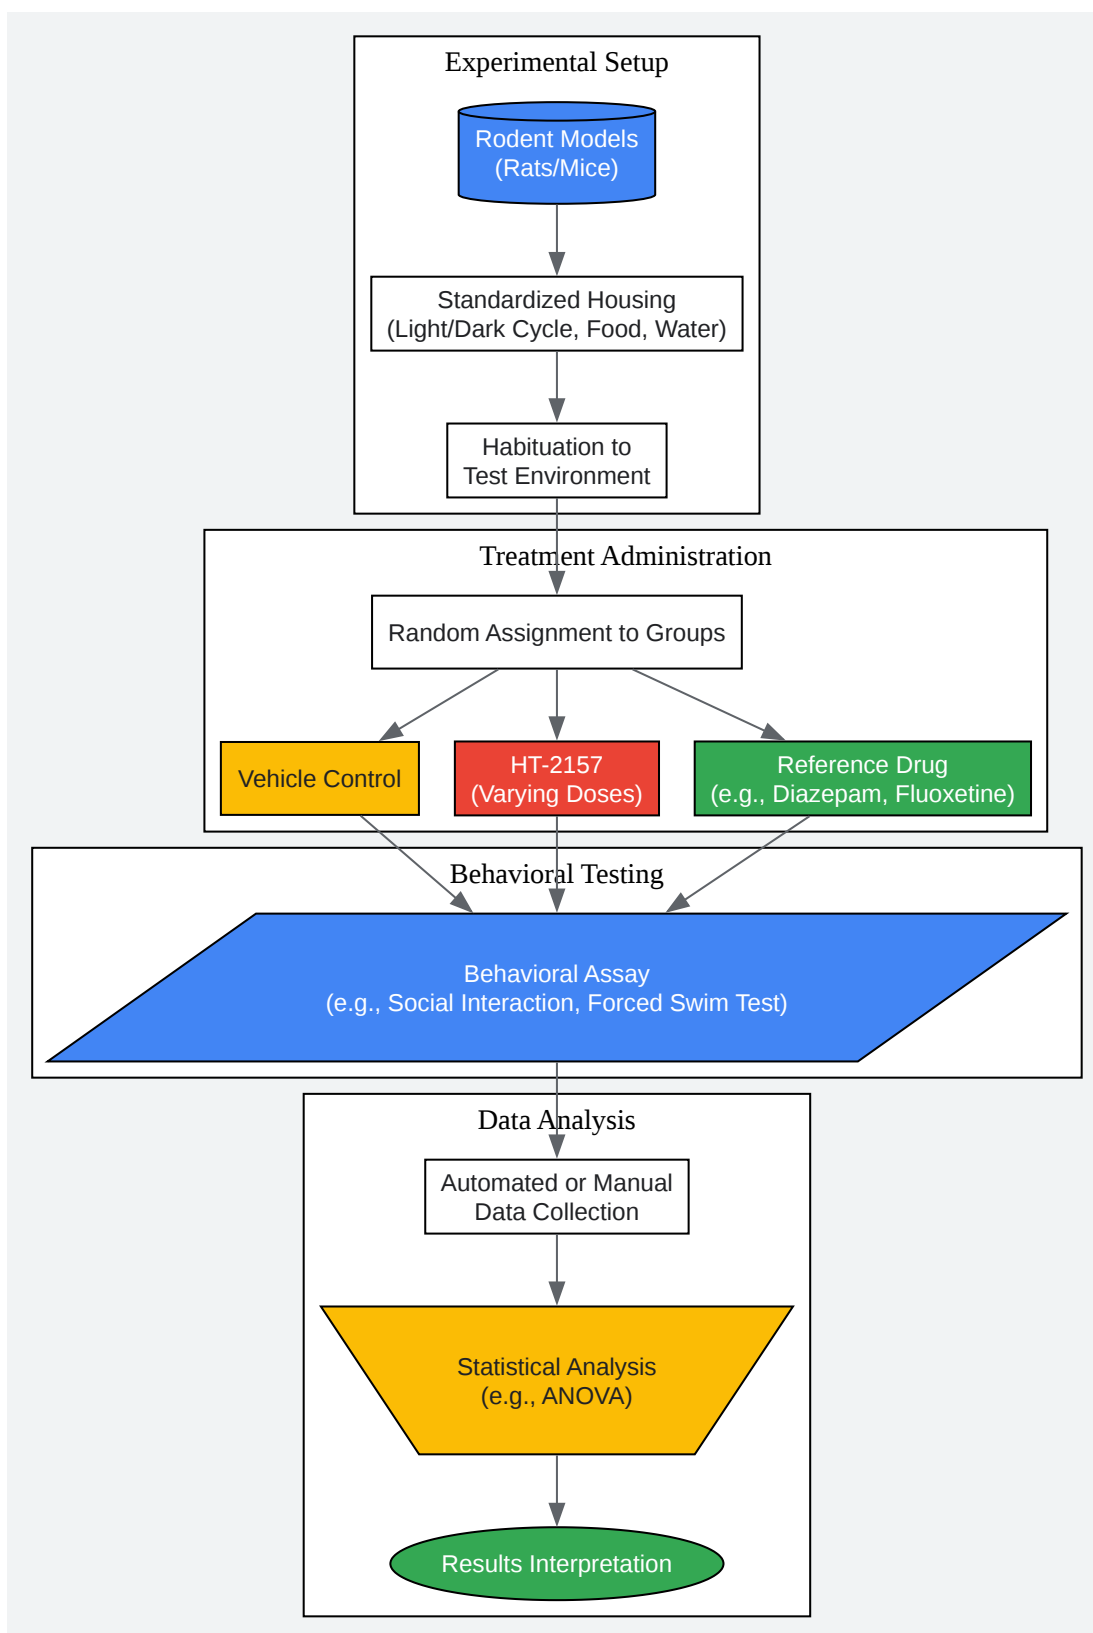 Experimental Setup
Rodent Models
(Rats/Mice)
Standardized Housing
(Light/Dark Cycle, Food, Water)
Habituation to
Test Environment
Treatment Administration
Random Assignment to Groups
Vehicle Control
HT-2157
(Varying Doses)
Reference Drug
(e.g., Diazepam, Fluoxetine)
Behavioral Testing
Behavioral Assay
(e.g., Social Interaction, Forced Swim Test)
Data Analysis
Automated or Manual
Data Collection
Statistical Analysis
(e.g., ANOVA)
Results Interpretation